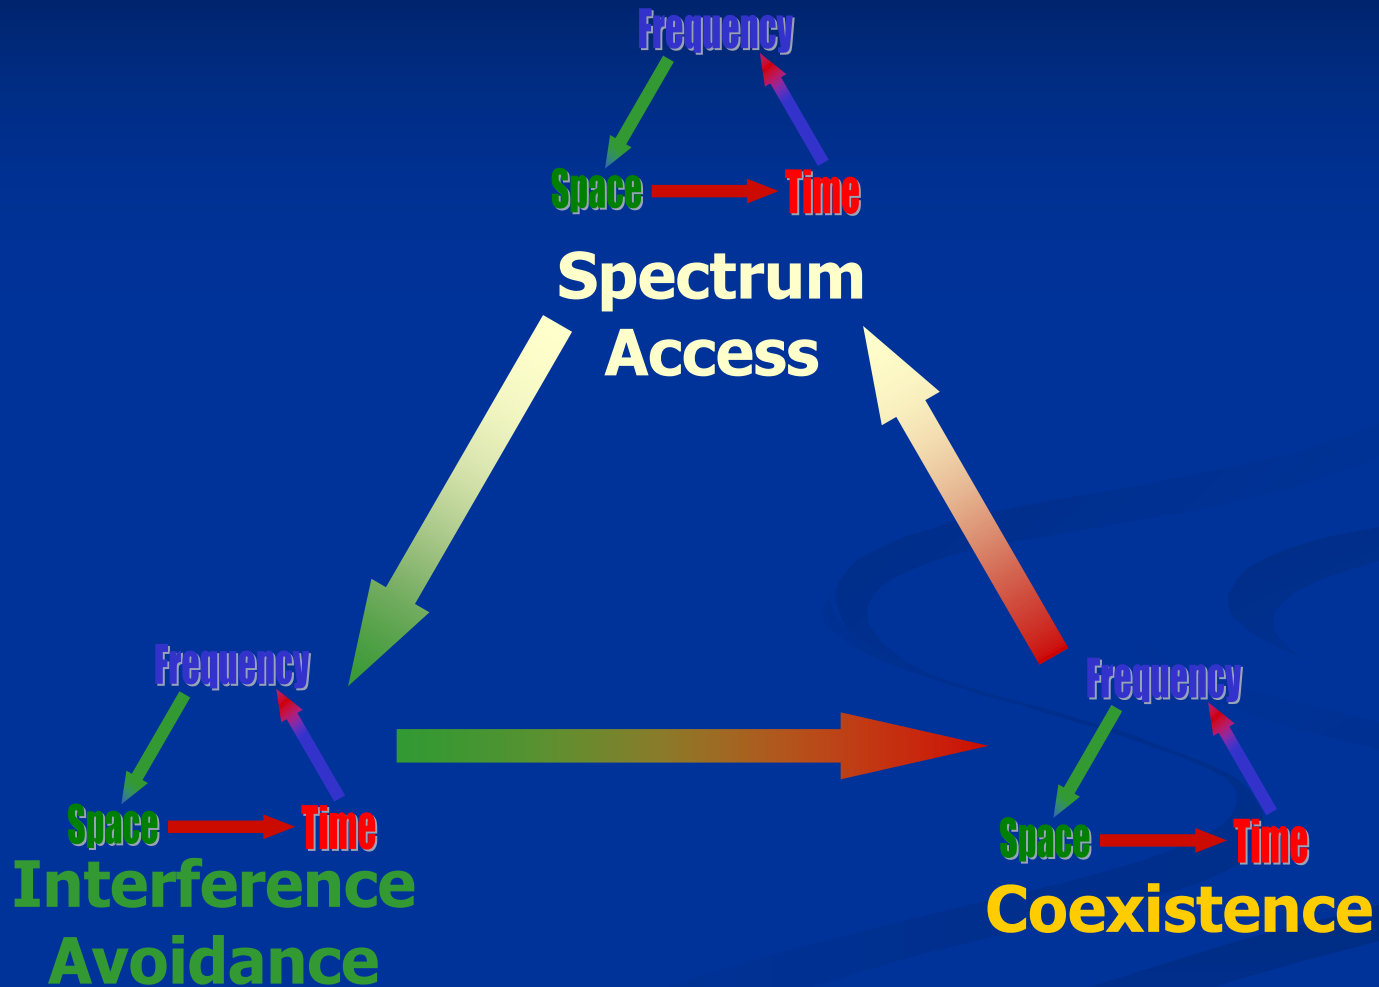 Frequency
Space Time
Spectrum
Access
Frequency
Space Time
Interference
Avoidance
Frequency
Space Time
Coexistence